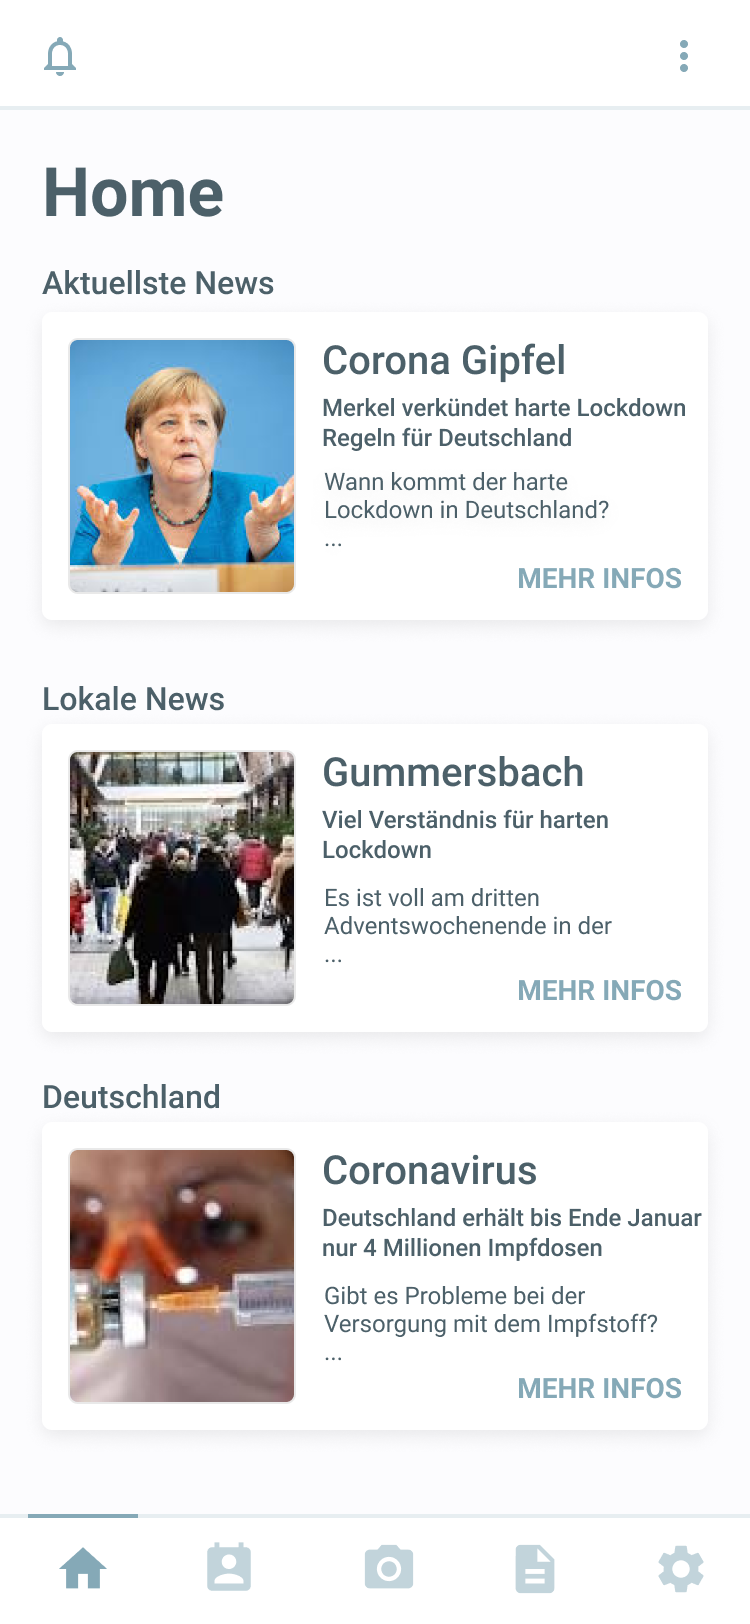 Home
Aktuellste News
Corona Gipfel
Merkel verkündet harte Lockdown
Regeln für Deutschland
Wann kommt der harte
Lockdown in Deutschland?
...
MEHR INFOS
Lokale News
Gummersbach
Viel Verständnis für harten
Lockdown
Es ist voll am dritten
Adventswochenende in der
...
MEHR INFOS
Deutschland
Coronavirus
Deutschland erhält bis Ende Januar
nur 4 Millionen Impfdosen
Gibt es Probleme bei der
Versorgung mit dem Impfstoff?
...
MEHR INFOS